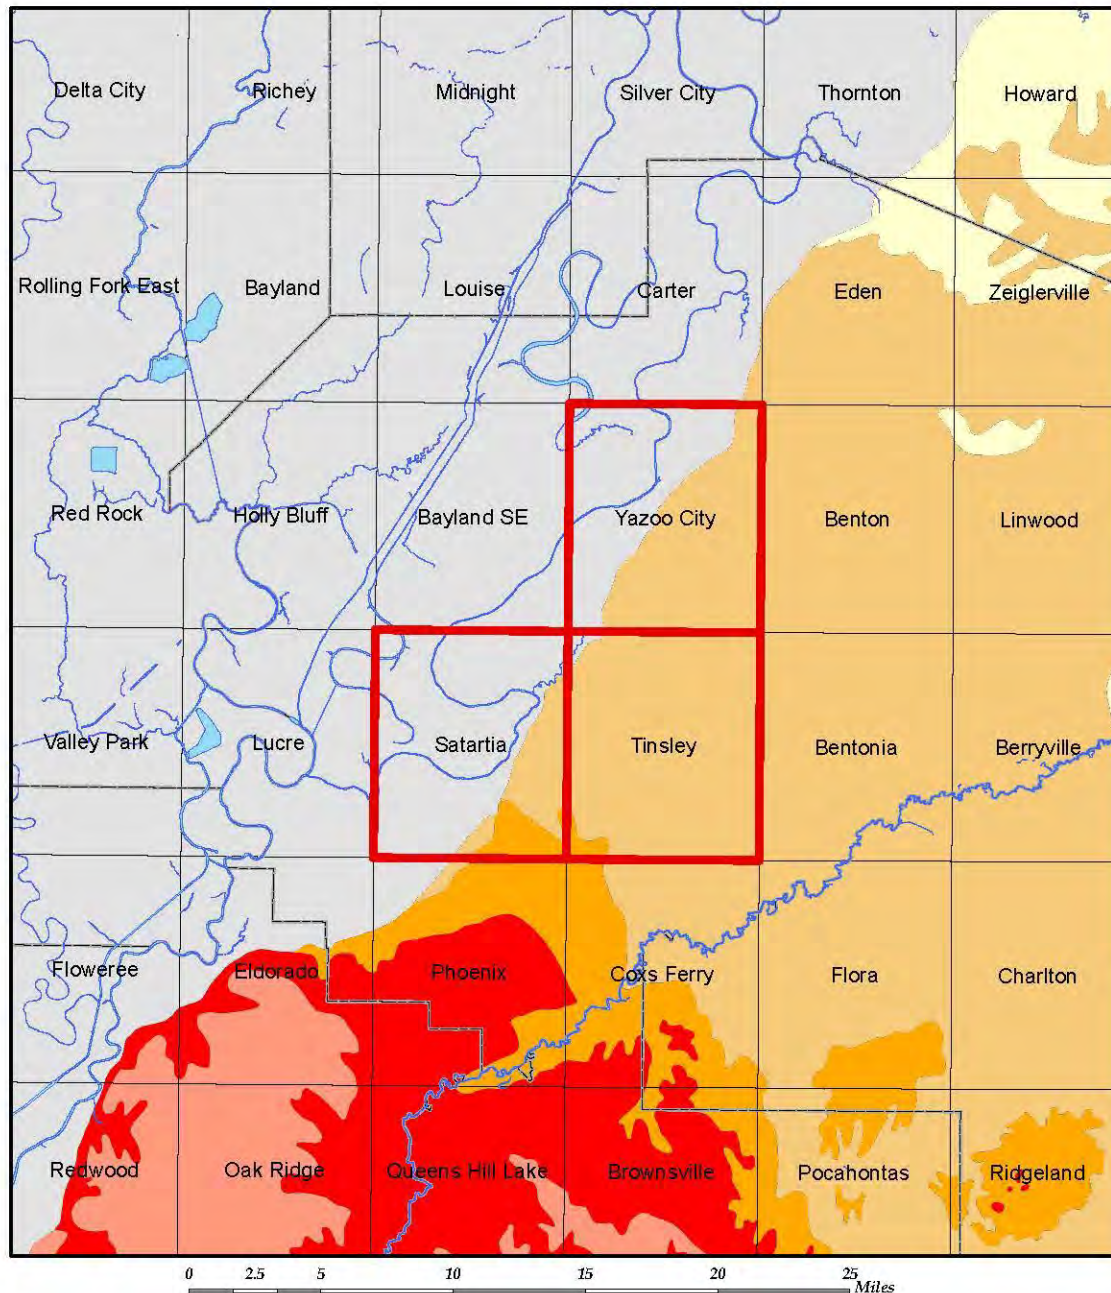 Delta City Richey Midnight Silver City Thornton Howard
Rolling Fork East Bayland Louise Carter Eden Zeiglerville
Red Rock Holly Bluff Bayland SE Yazoo City Benton Linwood
Valley Park Lucre Satartia Tinsley Bentonia Berryville
Floweree Eldorado Phoenix Coxs Ferry Flora Charlton
Redwood Oak Ridge Queens Hill Lake Brownsville Pocahontas Ridgeland
0 2.5 5 10 15 20 25
Miles